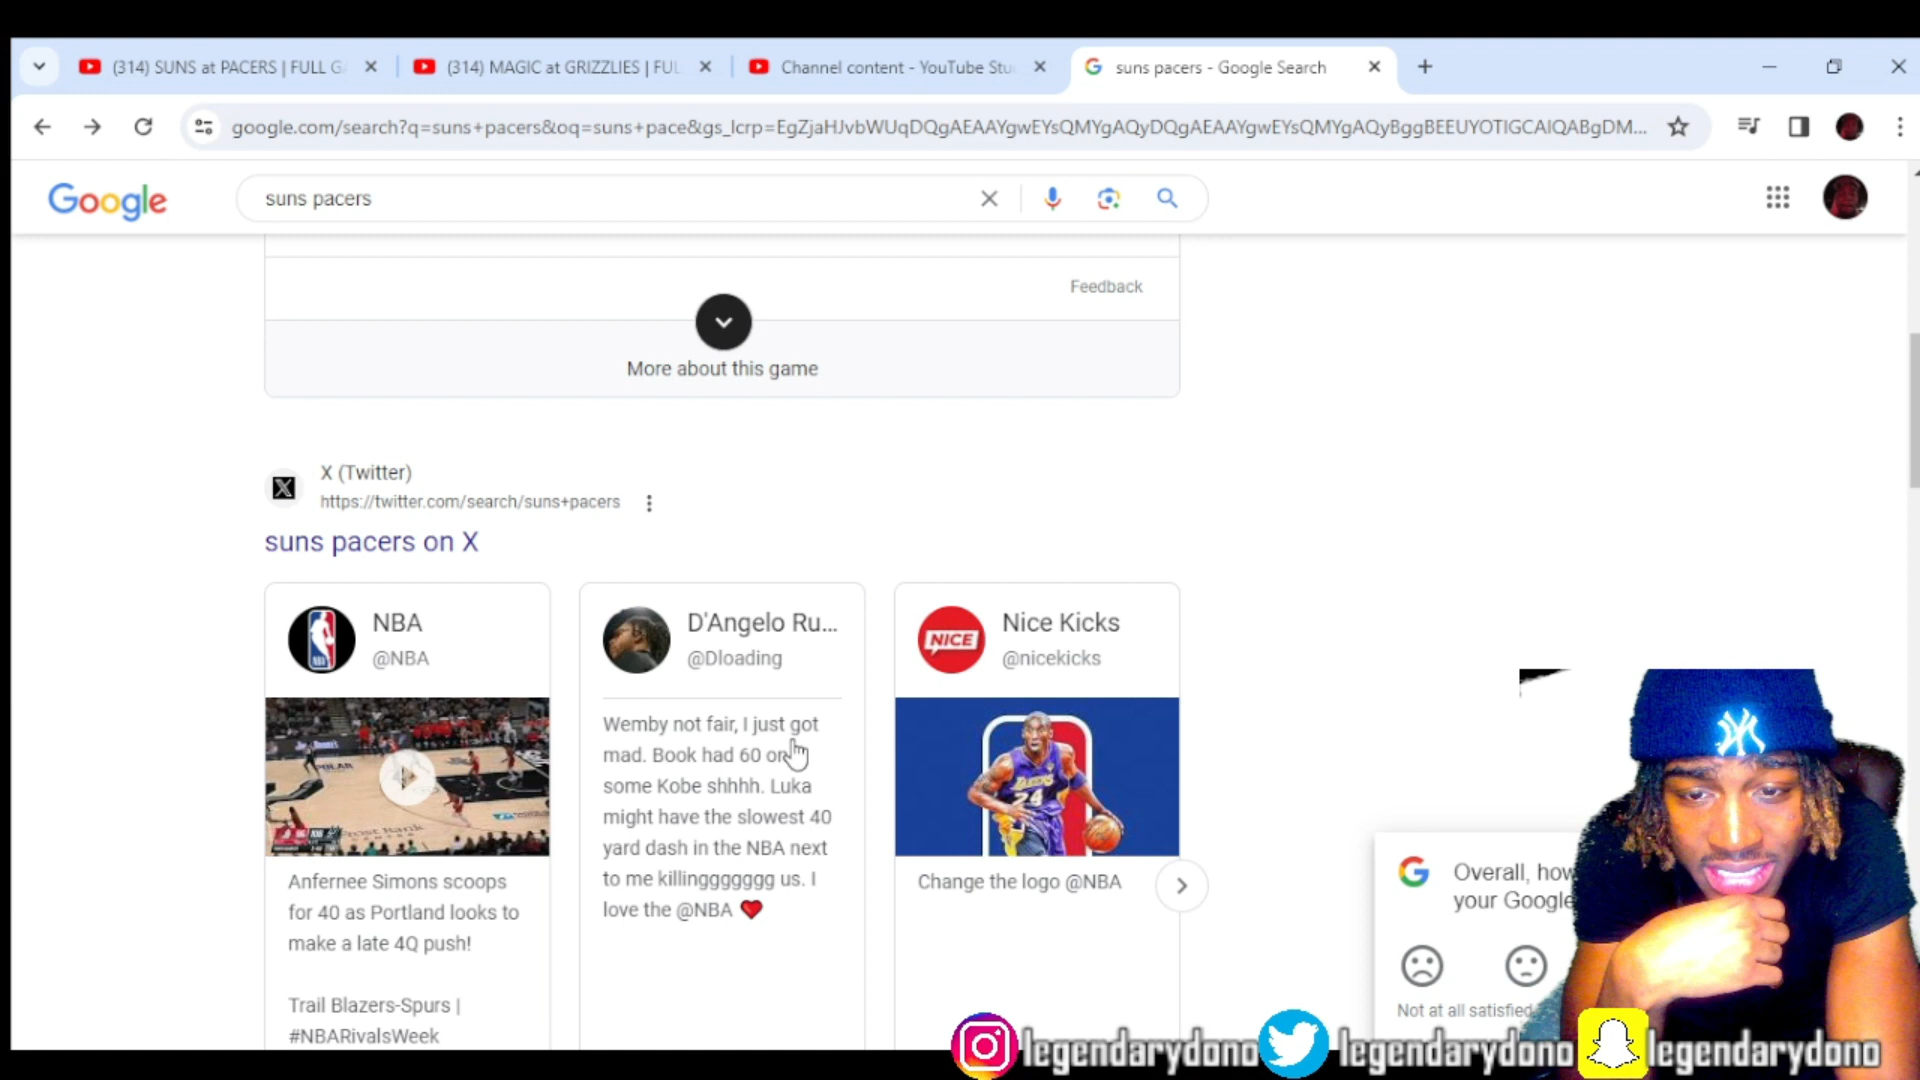 (314) SUNS at PACERS | FULL GA
(314) MAGIC at GRIZZLIES | FUL
Channel content - YouTube Stu
suns pacers - Google Search
google.com/search?q=suns+pacers&oq=suns+pace&gs_lcrp=EgZjaHJvbWUqDQgAEAAYgwEYsQMYgAQyDQgAEAAYgwEYsQMYgAQyBggBEEUYOTIGCAIQABgDM...
Google
suns pacers
Feedback
More about this game
X (Twitter)
https://twitter.com/search/suns+pacers
suns pacers on X
NBA
@NBA
Anfernee Simons scoops
for 40 as Portland looks to
make a late 4Q push!
Trail Blazers-Spurs |
#NBARivalsWeek
D'Angelo Ru...
@Dloading
Wemby not fair, I just got
mad. Book had 60 on
some Kobe shhhh. Luka
might have the slowest 40
yard dash in the NBA next
to me killinggggggg us. I
love the @NBA ❤️
NICE
Nice Kicks
@nicekicks
LAKERS
24
Change the logo @NBA
Overall, how
your Google
Not at all satisfied
NY
legendarydono
legendarydono
legendarydono